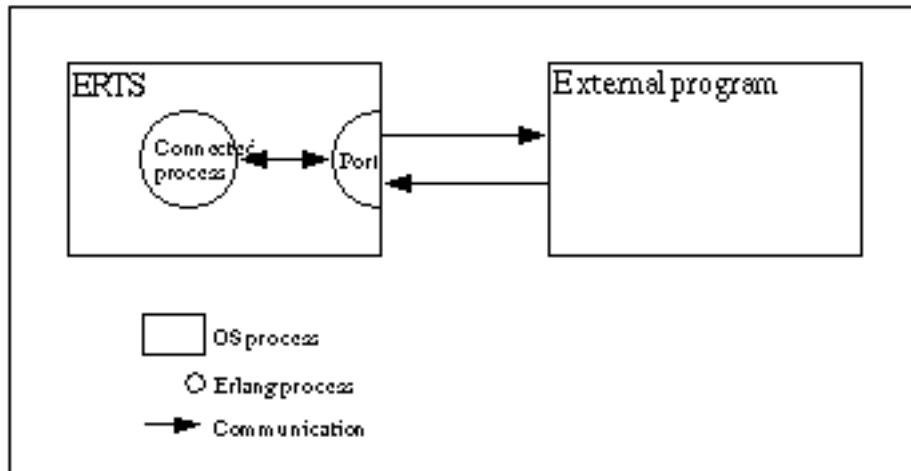 ERTS
External program
Connected
process
Port
OS process
Erlang process
Communication